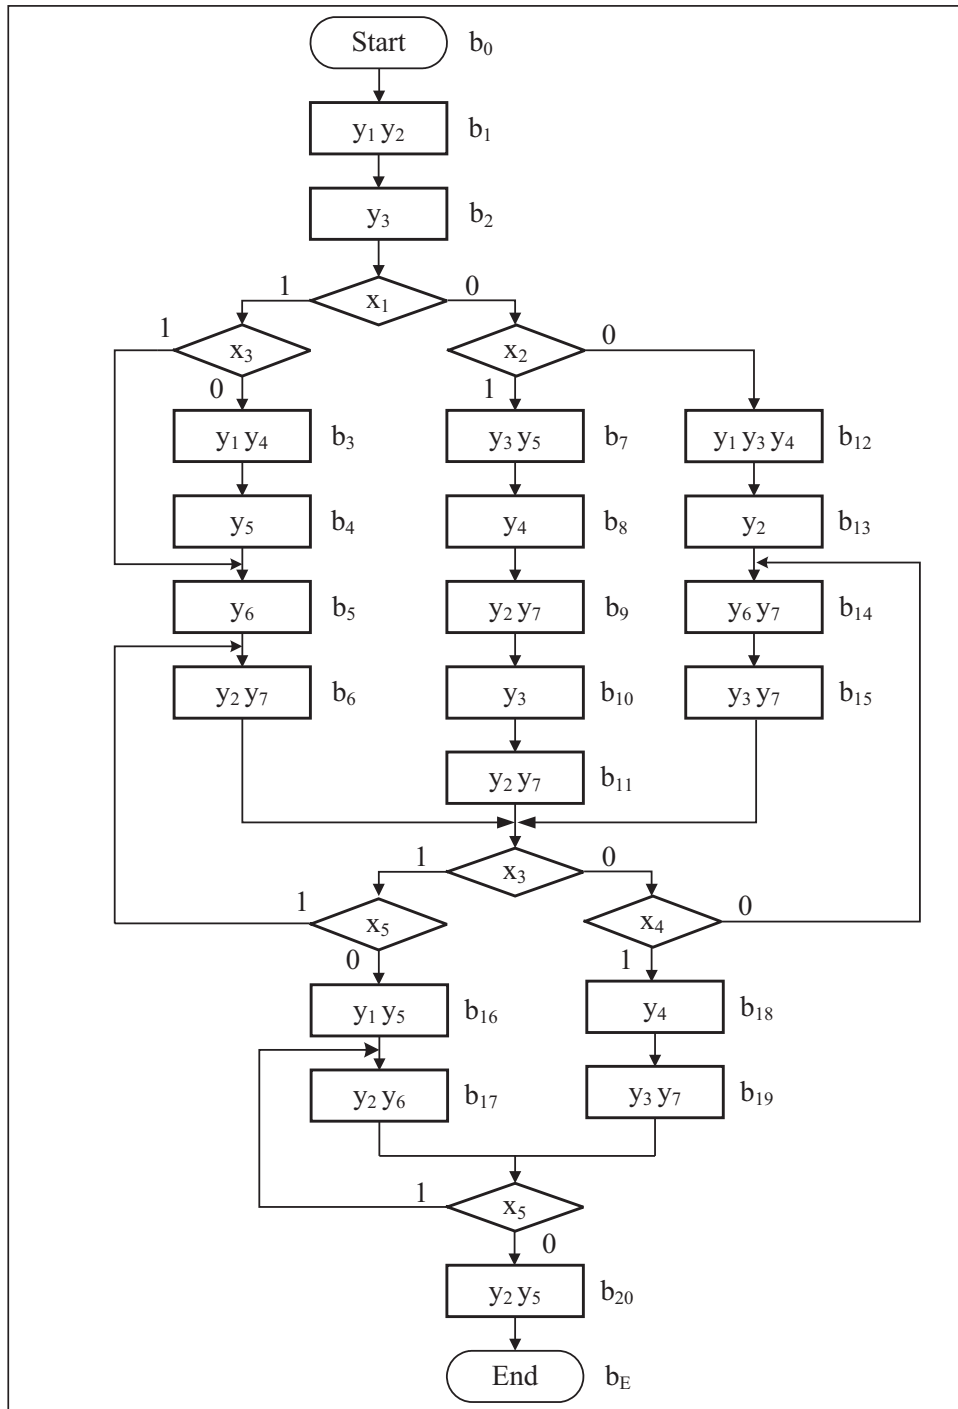 Start b0
y1 y2 b1
y3 b2
1 x1 0
1 x3 x2 0
0 1
y1 y4 b3 y3 y5 b7 y1 y3 y4 b12
y5 b4 y4 b8 y2 b13
y6 b5 y2 y7 b9 y6 y7 b14
y2 y7 b6 y3 b10 y3 y7 b15
y2 y7 b11
1 x3 0
1 x5 x4 0
0 1
y1 y5 b16 y4 b18
y2 y6 b17 y3 y7 b19
1 x5
0
y2 y5 b20
End bE